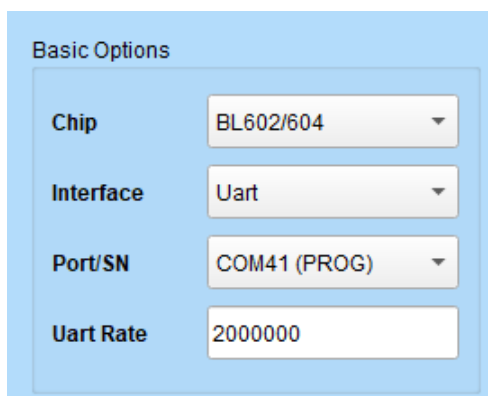 Basic Options
Chip BL602/604
Interface Uart
Port/SN COM41 (PROG)
Uart Rate 2000000